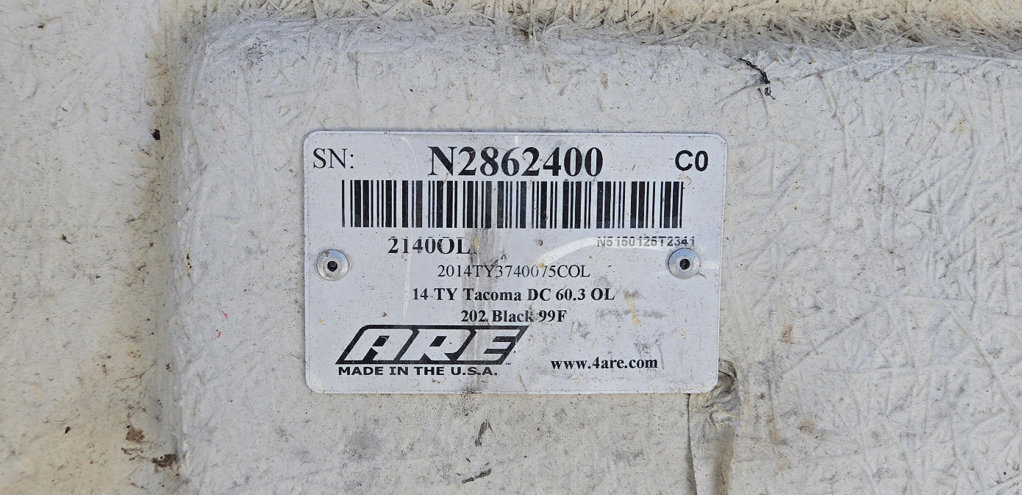 SN: N2862400 C0
2140OL N5150125T2341
2014TY3740075COL
14 TY Tacoma DC 60.3 OL
202 Black 99F
ARE
MADE IN THE U.S.A.
www.4are.com